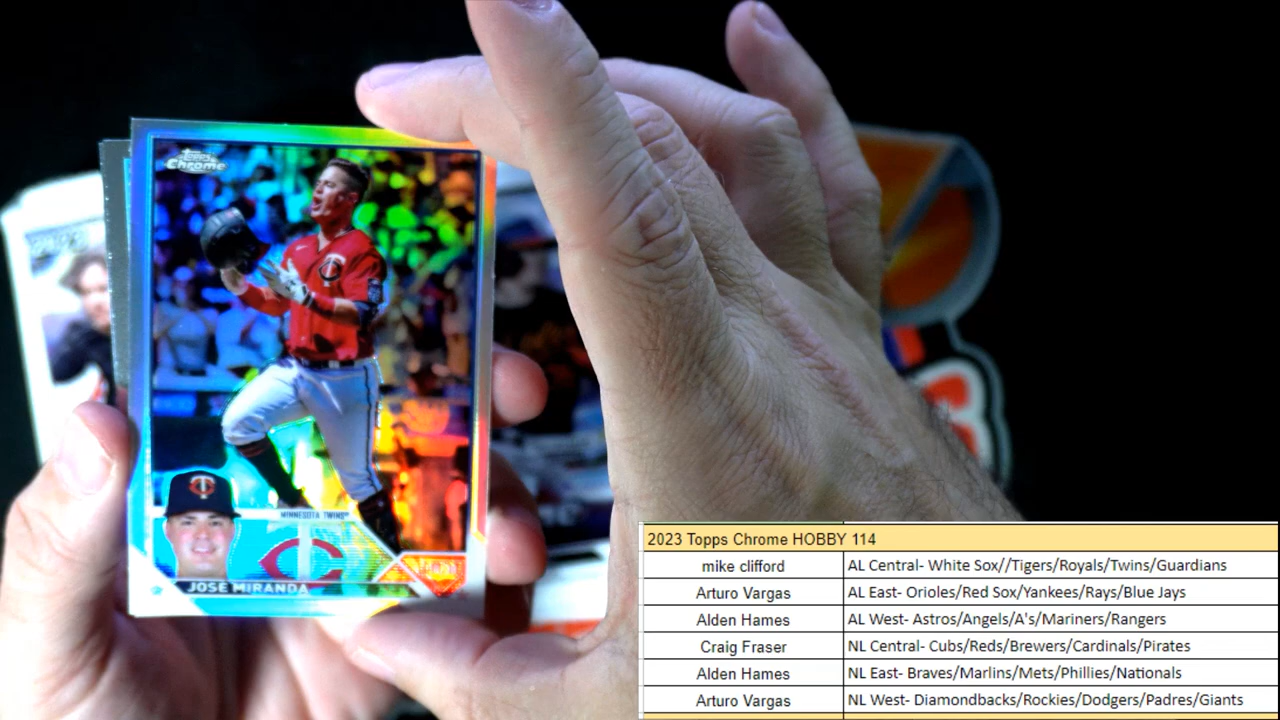 Topps
Chrome
MINNESOTA TWINS
JOSE MIRANDA
2023 Topps Chrome HOBBY 114
mike clifford AL Central- White Sox//Tigers/Royals/Twins/Guardians
Arturo Vargas AL East- Orioles/Red Sox/Yankees/Rays/Blue Jays
Alden Hames AL West- Astros/Angels/A's/Mariners/Rangers
Craig Fraser NL Central- Cubs/Reds/Brewers/Cardinals/Pirates
Alden Hames NL East- Braves/Marlins/Mets/Phillies/Nationals
Arturo Vargas NL West- Diamondbacks/Rockies/Dodgers/Padres/Giants